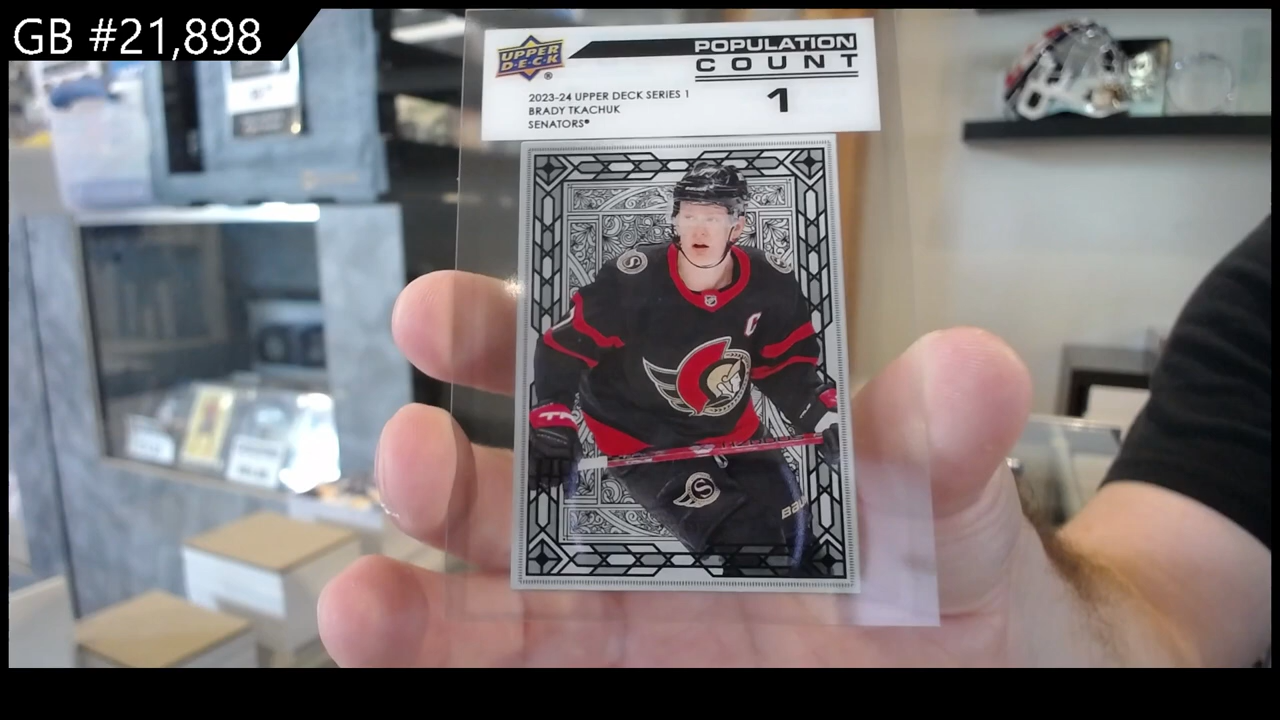 GB #21,898
UPPER
DECK
®
POPULATION
COUNT
1
2023-24 UPPER DECK SERIES 1
BRADY TKACHUK
SENATORS®
C